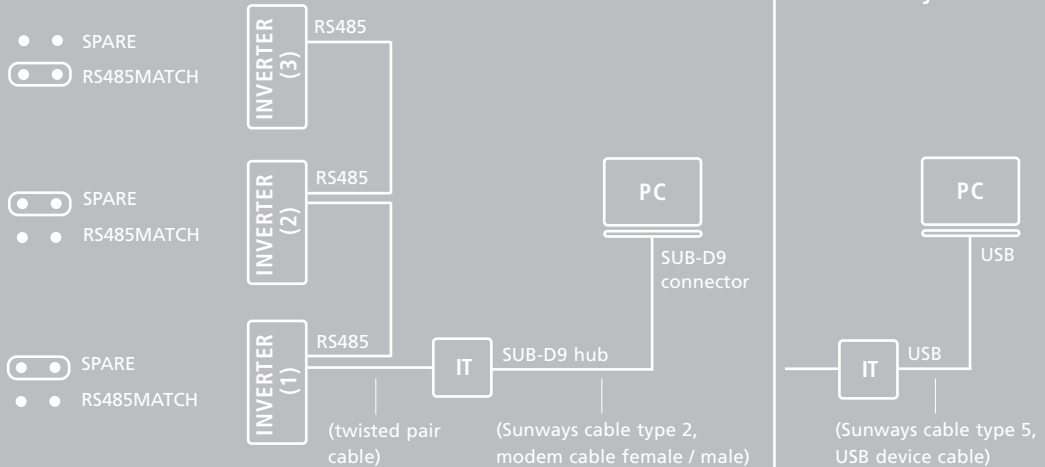 SPARE
RS485MATCH
INVERTER
(3)
RS485
SPARE
RS485MATCH
INVERTER
(2)
RS485
PC
SUB-D9
connector
SPARE
RS485MATCH
INVERTER
(1)
RS485
IT
SUB-D9 hub
(twisted pair
cable)
(Sunways cable type 2,
modem cable female / male)
PC
USB
IT
USB
(Sunways cable type 5,
USB device cable)